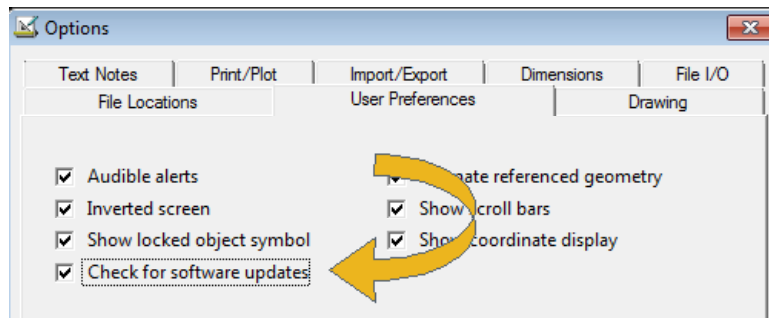 Options
Text Notes Print/Plot Import/Export Dimensions File I/O
File Locations User Preferences Drawing
Audible alerts referenced geometry
Inverted screen Show scroll bars
Show locked object symbol Show coordinate display
Check for software updates